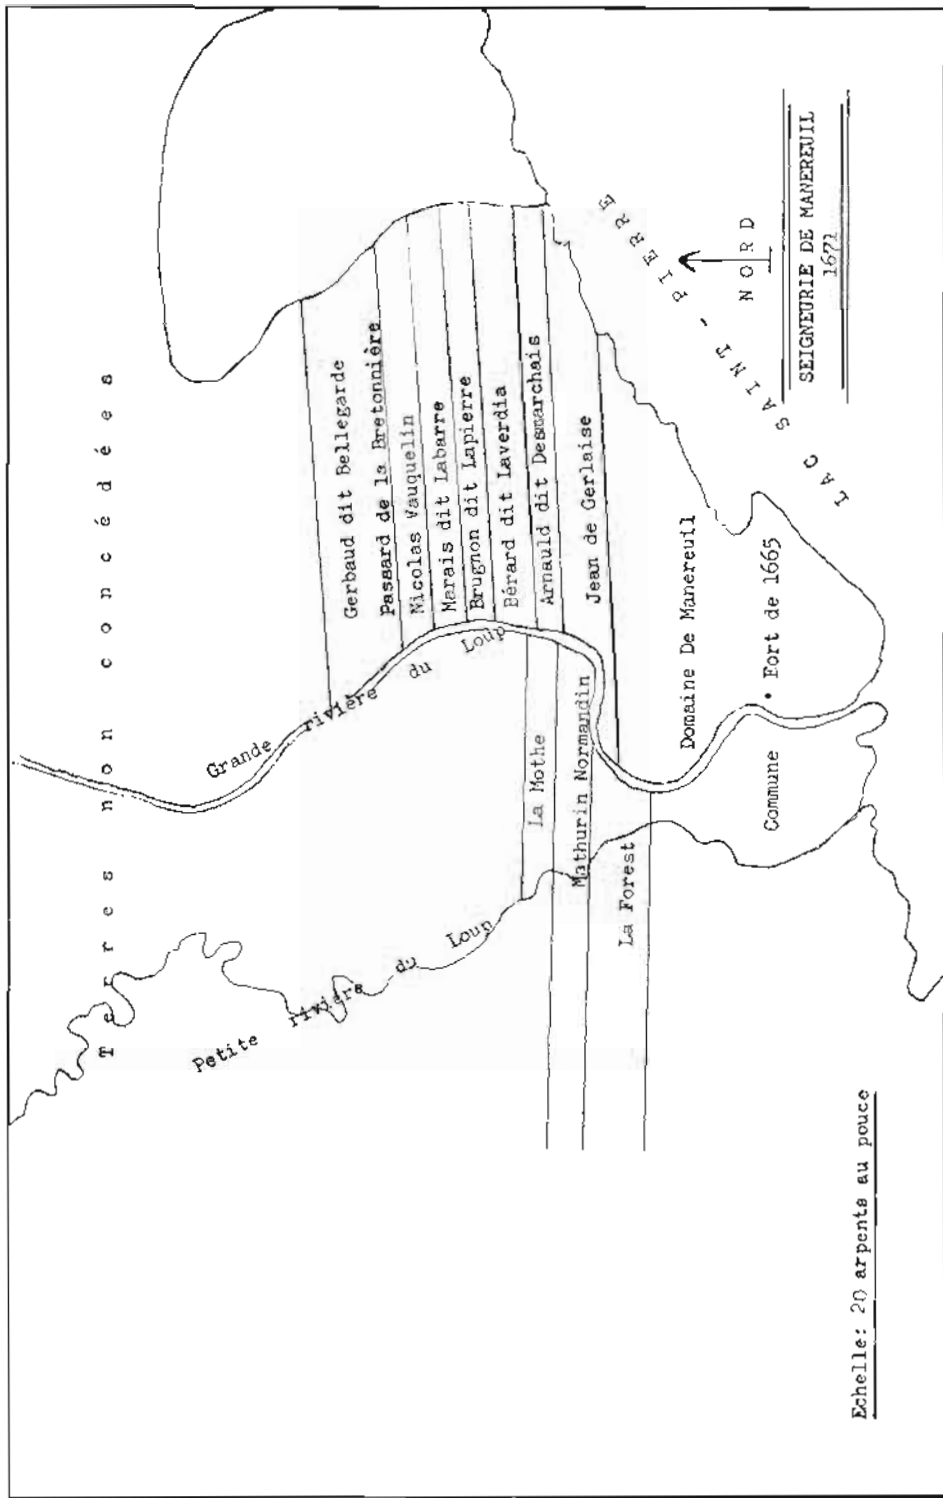 Terres non concédées
Gerbaud dit Bellegarde
Passard de la Bretonnière
Nicolas Vauquelin
Marais dit Labarre
Brugnon dit Lapierre
Bérard dit Laverdia
Arnauld dit Desmarchais
Jean de Gerlaise
Grande rivière du Loup
La Mothe
Mathurin Normandin
La Forest
Petite rivière du Loup
Domaine De Manereuil
Fort de 1665
Commune
LAC SAINT-PIERRE
NORD
SEIGNEURIE DE MANEREUIL
1672
Echelle: 20 arpents au pouce